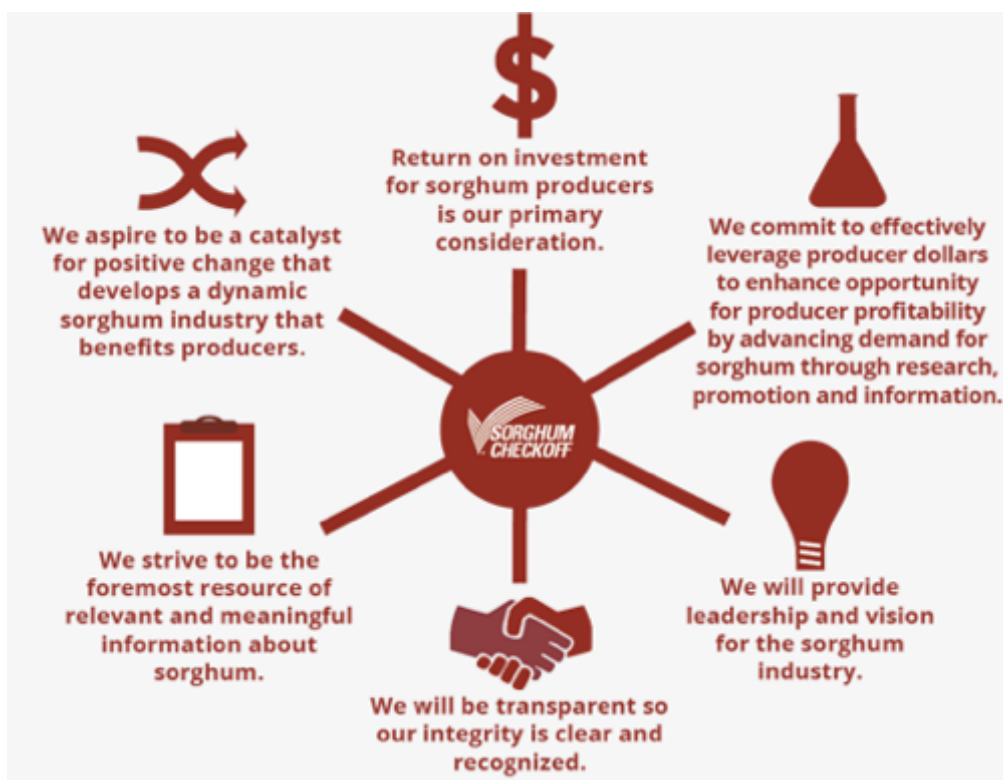 Return on investment
for sorghum producers
is our primary
consideration.
We commit to effectively
leverage producer dollars
to enhance opportunity
for producer profitability
by advancing demand for
sorghum through research,
promotion and information.
We will provide
leadership and vision
for the sorghum
industry.
We will be transparent so
our integrity is clear and
recognized.
We strive to be the
foremost resource of
relevant and meaningful
information about
sorghum.
We aspire to be a catalyst
for positive change that
develops a dynamic
sorghum industry that
benefits producers.
SORGHUM
CHECKOFF